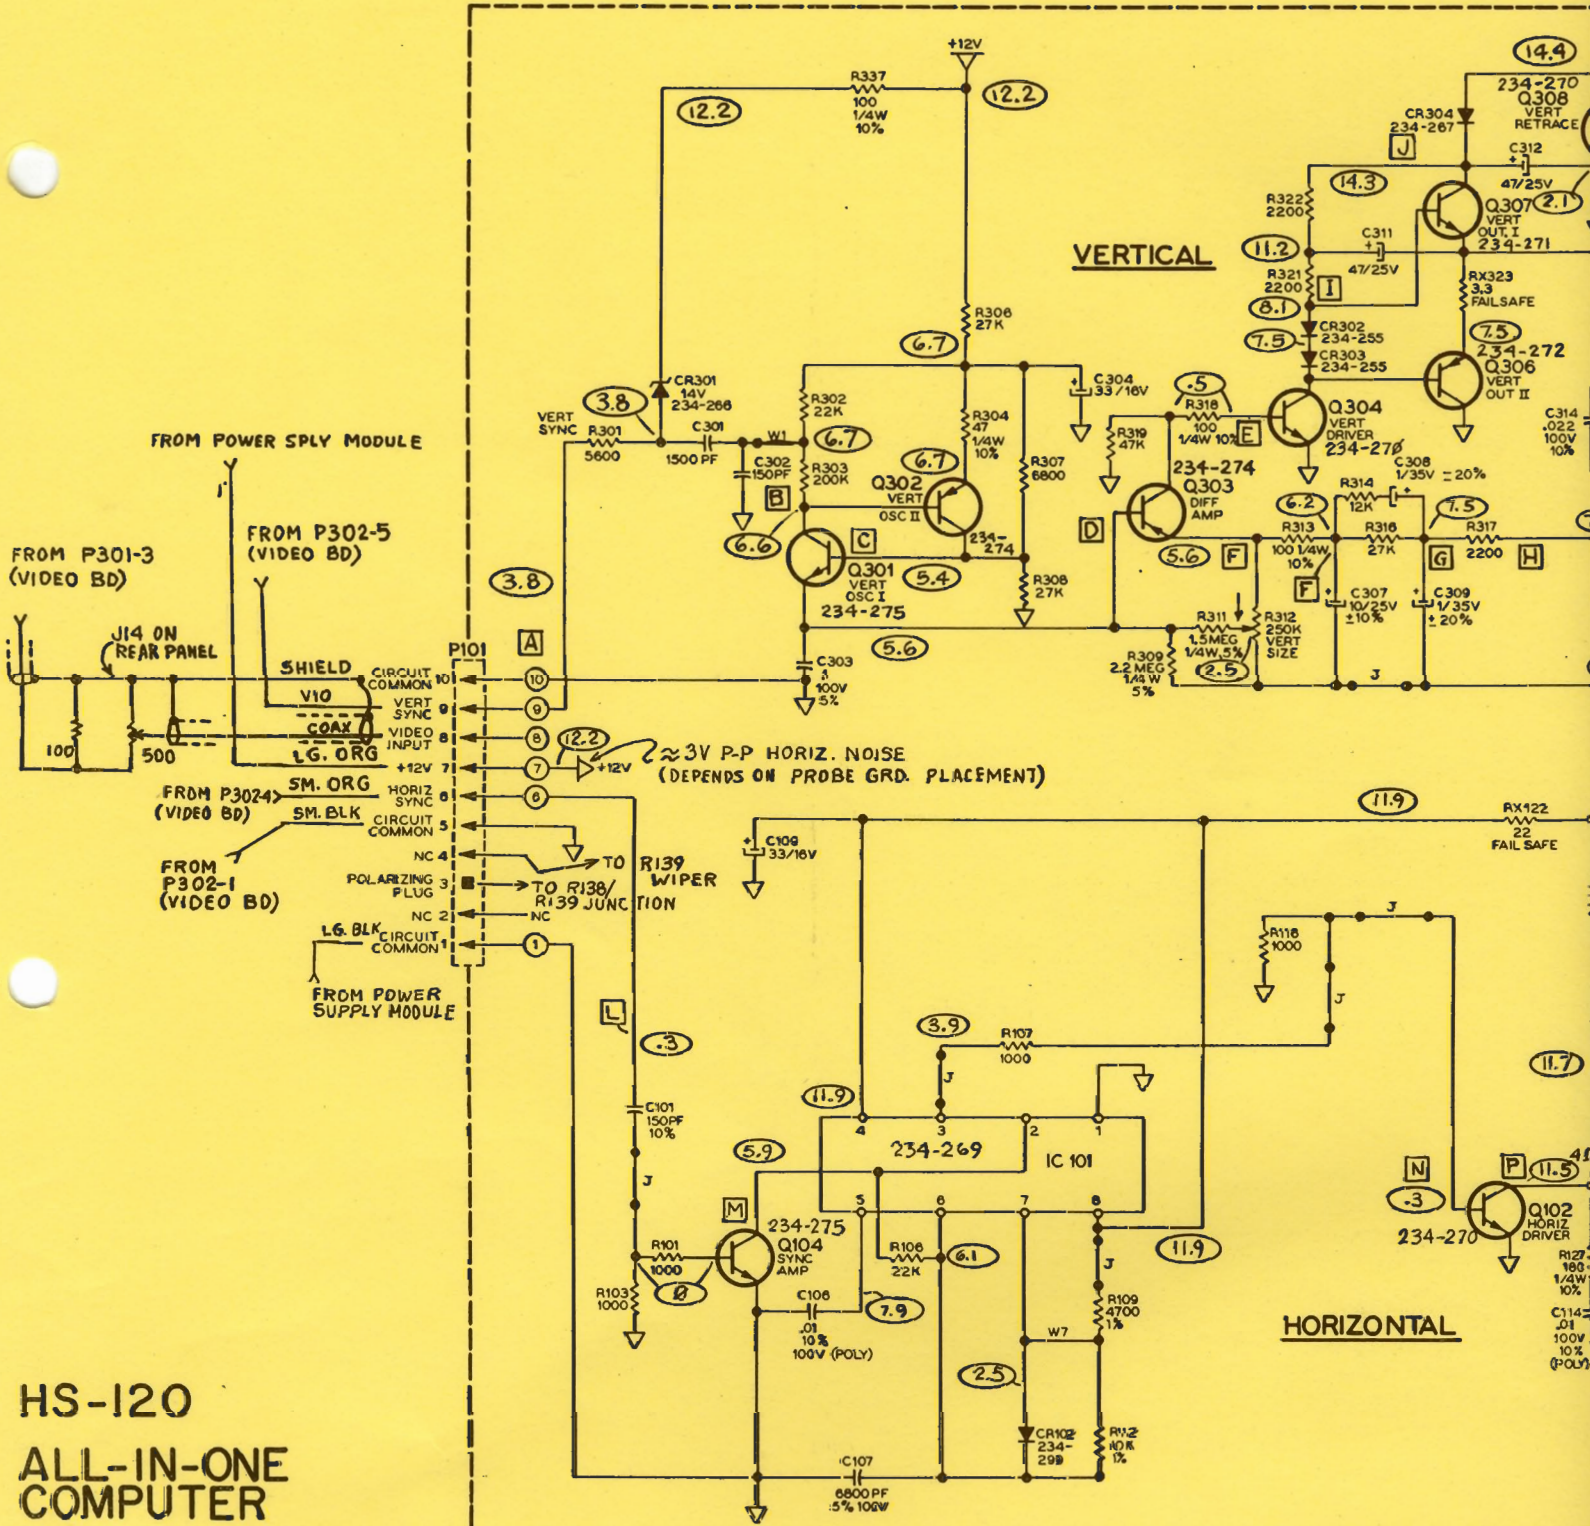 +12V
R337
100
1/4W
10%
12.2
12.2
14.4
234-270
Q308
VERT
RETRACE
CR304
234-267
J
14.3
C312
47/25V
2.1
R322
2200
Q307
VERT
OUT. I
234-271
VERTICAL
11.2
C311
47/25V
R321
2200
I
RX323
3.3
FAILSAFE
8.1
CR302
234-255
7.5
CR303
234-255
7.5
234-272
Q306
VERT
OUT II
R306
27K
6.7
CR301
14V
234-266
3.8
VERT
SYNC
R301
5600
C301
1500PF
W1
R302
22K
6.7
R304
47
1/4W
10%
C304
33/16V
.5
R318
100
1/4W 10%
E
R319
47K
Q304
VERT
DRIVER
234-270
C314
.022
100V
10%
FROM POWER SPLY MODULE
C302
150PF
R303
200K
B
6.6
Q302
VERT
OSC II
6.7
234-
274
R307
6800
234-274
Q303
DIFF
AMP
D
5.6
C308
1/35V ±20%
R314
12K
6.2
R313
100 1/4W
10%
R316
27K
7.5
R317
2200
F
F
G
H
FROM P302-5
(VIDEO BD)
FROM P301-3
(VIDEO BD)
3.8
C
Q301
VERT
OSC I
234-275
5.4
R308
27K
C307
10/25V
±10%
C309
1/35V
±20%
J14 ON
REAR PANEL
P101
A
5.6
R311
1.5MEG
1/4W, 5%
R312
250K
VERT
SIZE
R309
2.2 MEG
1/4W
5%
2.5
J
C303
.1
100V
5%
SHIELD
CIRCUIT
COMMON 10
10
VIO
VERT
SYNC 9
9
COAX
VIDEO
INPUT 8
8
100
500
LG. ORG
+12V 7
7
12.2
+12V
≈3V P-P HORIZ. NOISE
(DEPENDS ON PROBE GRD. PLACEMENT)
FROM P302-4
(VIDEO BD)
SM. ORG
HORIZ
SYNC 6
6
SM. BLK
CIRCUIT
COMMON 5
FROM
P302-1
(VIDEO BD)
NC 4
TO R139
WIPER
POLARIZING
PLUG 3
TO R138/
R139 JUNCTION
NC 2
NC
LG. BLK
CIRCUIT
COMMON 1
1
FROM POWER
SUPPLY MODULE
C109
33/16V
11.9
RX122
22
FAIL SAFE
J
R118
1000
J
L
.3
3.9
R107
1000
J
11.7
C101
150PF
10%
J
11.9
4
3
2
1
234-269
IC 101
5
6
7
8
5.9
M
234-275
Q104
SYNC
AMP
R101
1000
R103
1000
0
R106
22K
6.1
C106
.01
10%
100V (POLY)
7.9
11.9
J
R109
4700
1%
W7
2.5
CR102
234-
299
R112
10K
1%
C107
6800PF
5% 100V
N
.3
P
11.5
234-270
Q102
HORIZ
DRIVER
R127
180
1/4W
10%
C114
.01
100V
10%
(POLY)
HORIZONTAL
HS-120
ALL-IN-ONE
COMPUTER